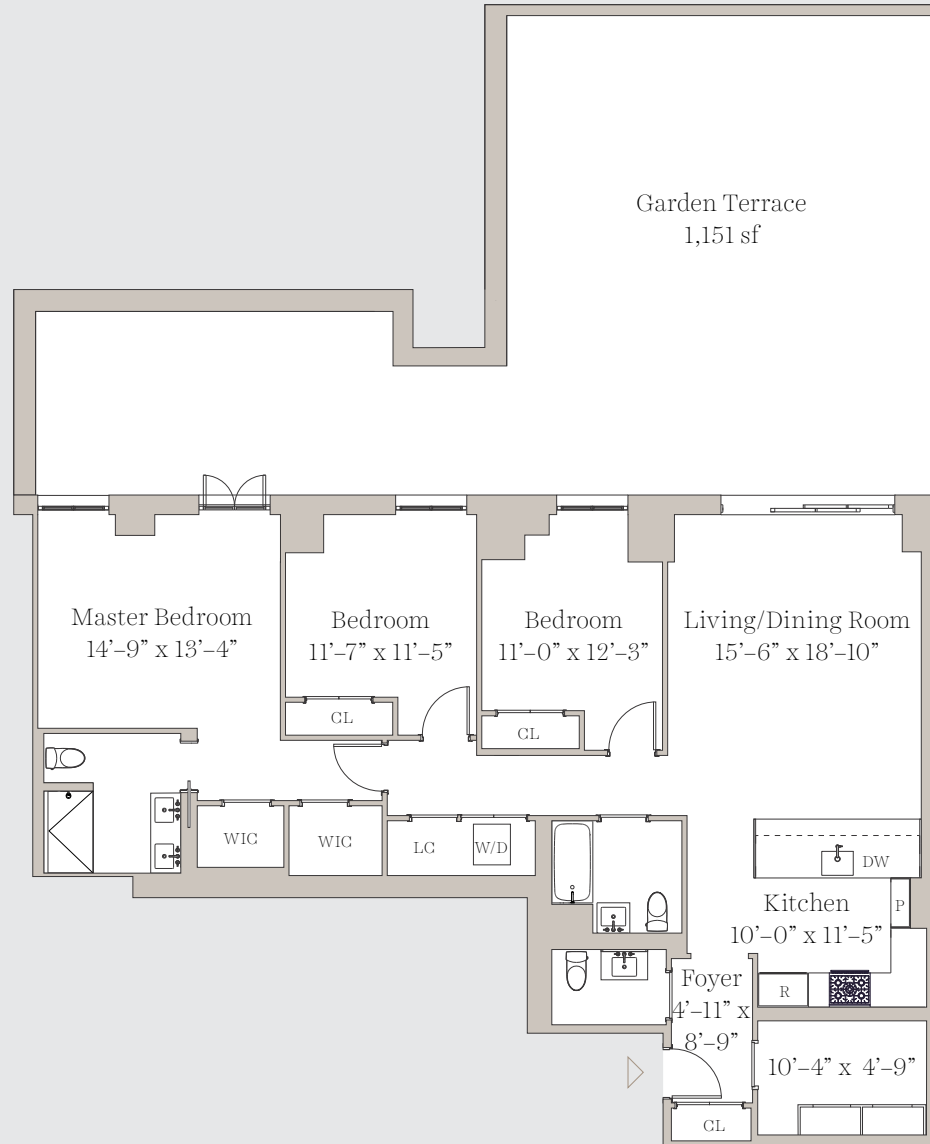 Garden Terrace
1,151 sf
Master Bedroom
14’–9” x 13’–4”
Bedroom
11’–7” x 11’–5”
Bedroom
11’–0” x 12’–3”
Living/Dining Room
15’–6” x 18’–10”
CL
CL
WIC
WIC
LC
W/D
DW
P
Kitchen
10’–0” x 11’–5”
R
Foyer
4’–11” x
8’–9”
10’–4” x 4’–9”
CL